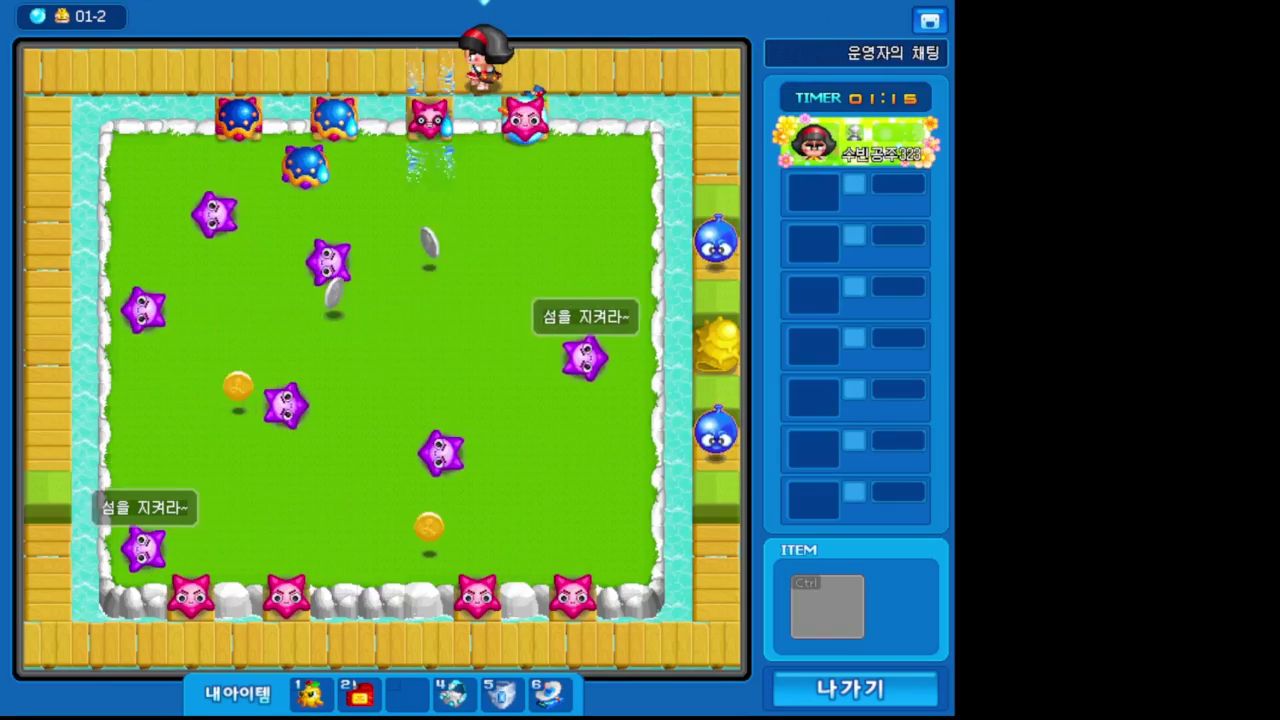 01-2
운영자의 채팅
TIMER 01:15
수빈공주023
섬을 지켜라~
섬을 지켜라~
ITEM
Ctrl
내아이템
1
2
4
5
6
나가기